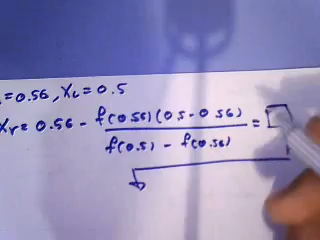 =0.56, XL=0.5
Xr= 0.56 - f(0.56)(0.5-0.56) / f(0.5) - f(0.56) =